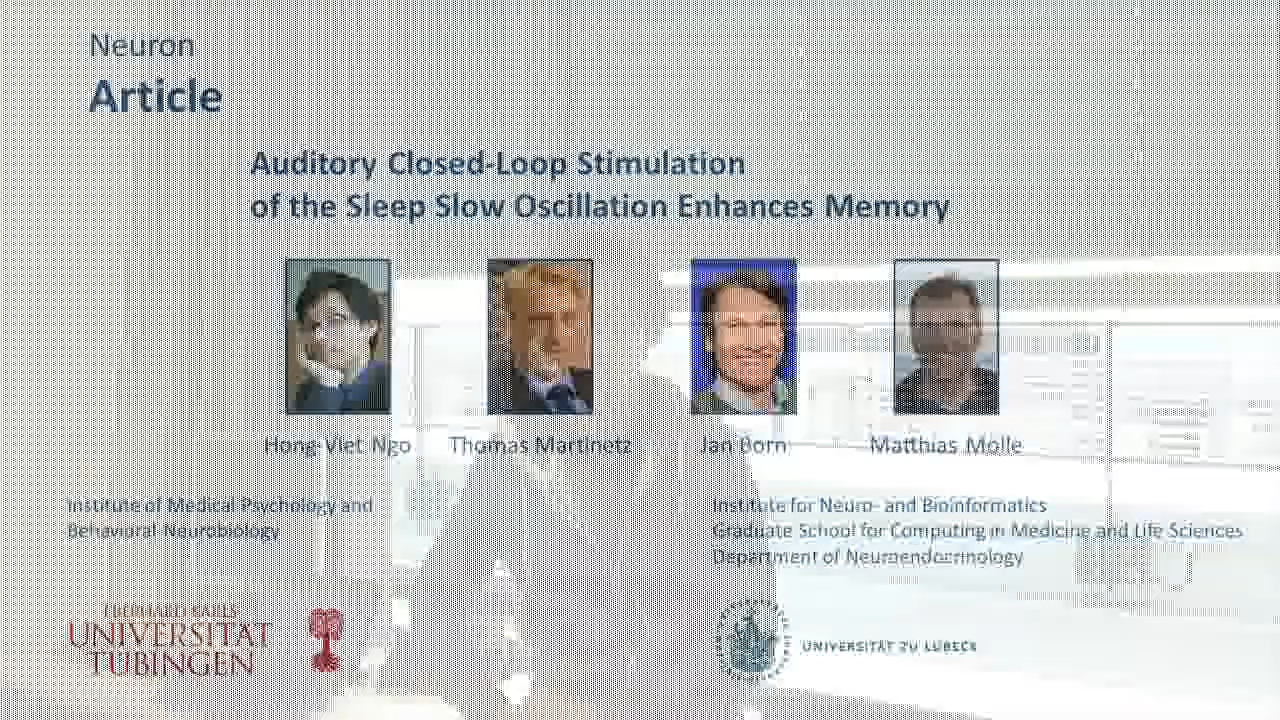 Neuron
Article
Auditory Closed-Loop Stimulation
of the Sleep Slow Oscillation Enhances Memory
Hong-Viet Ngo Thomas Martinetz Jan Born Matthias Mölle
Institute of Medical Psychology and
Behavioral Neurobiology
Institute for Neuro- and Bioinformatics
Graduate School for Computing in Medicine and Life Sciences
Department of Neuroendocrinology
EBERHARD KARLS
UNIVERSITÄT
TÜBINGEN
UNIVERSITÄT ZU LÜBECK